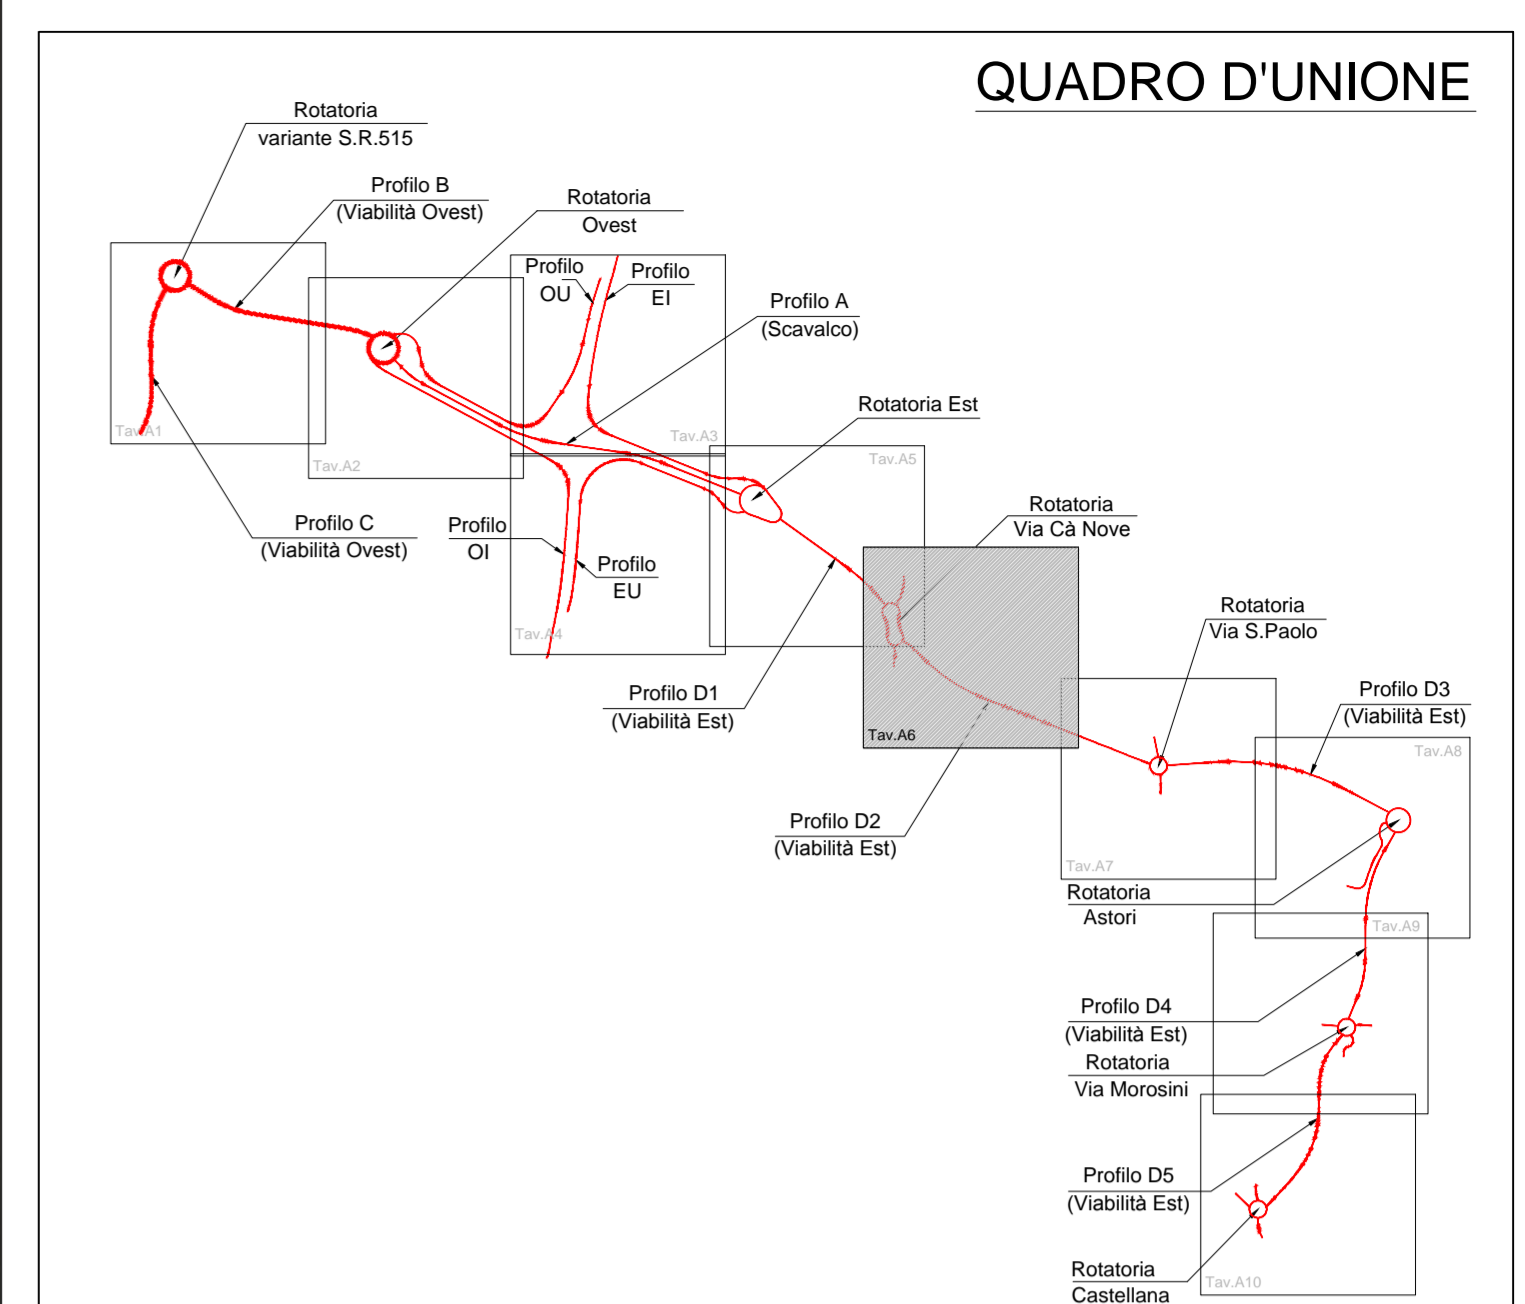 QUADRO D'UNIONE
Rotatoria
variante S.R.515
Profilo B
(Viabilità Ovest)
Rotatoria
Ovest
Profilo
OU
Profilo
EI
Profilo A
(Scavalco)
Rotatoria Est
Tav.A1
Tav.A2
Tav.A3
Tav.A5
Profilo C
(Viabilità Ovest)
Profilo
OI
Profilo
EU
Rotatoria
Via Cà Nove
Tav.A4
Rotatoria
Via S.Paolo
Profilo D1
(Viabilità Est)
Profilo D3
(Viabilità Est)
Tav.A6
Tav.A8
Profilo D2
(Viabilità Est)
Tav.A7
Rotatoria
Astori
Tav.A9
Profilo D4
(Viabilità Est)
Rotatoria
Via Morosini
Profilo D5
(Viabilità Est)
Rotatoria
Castellana
Tav.A10